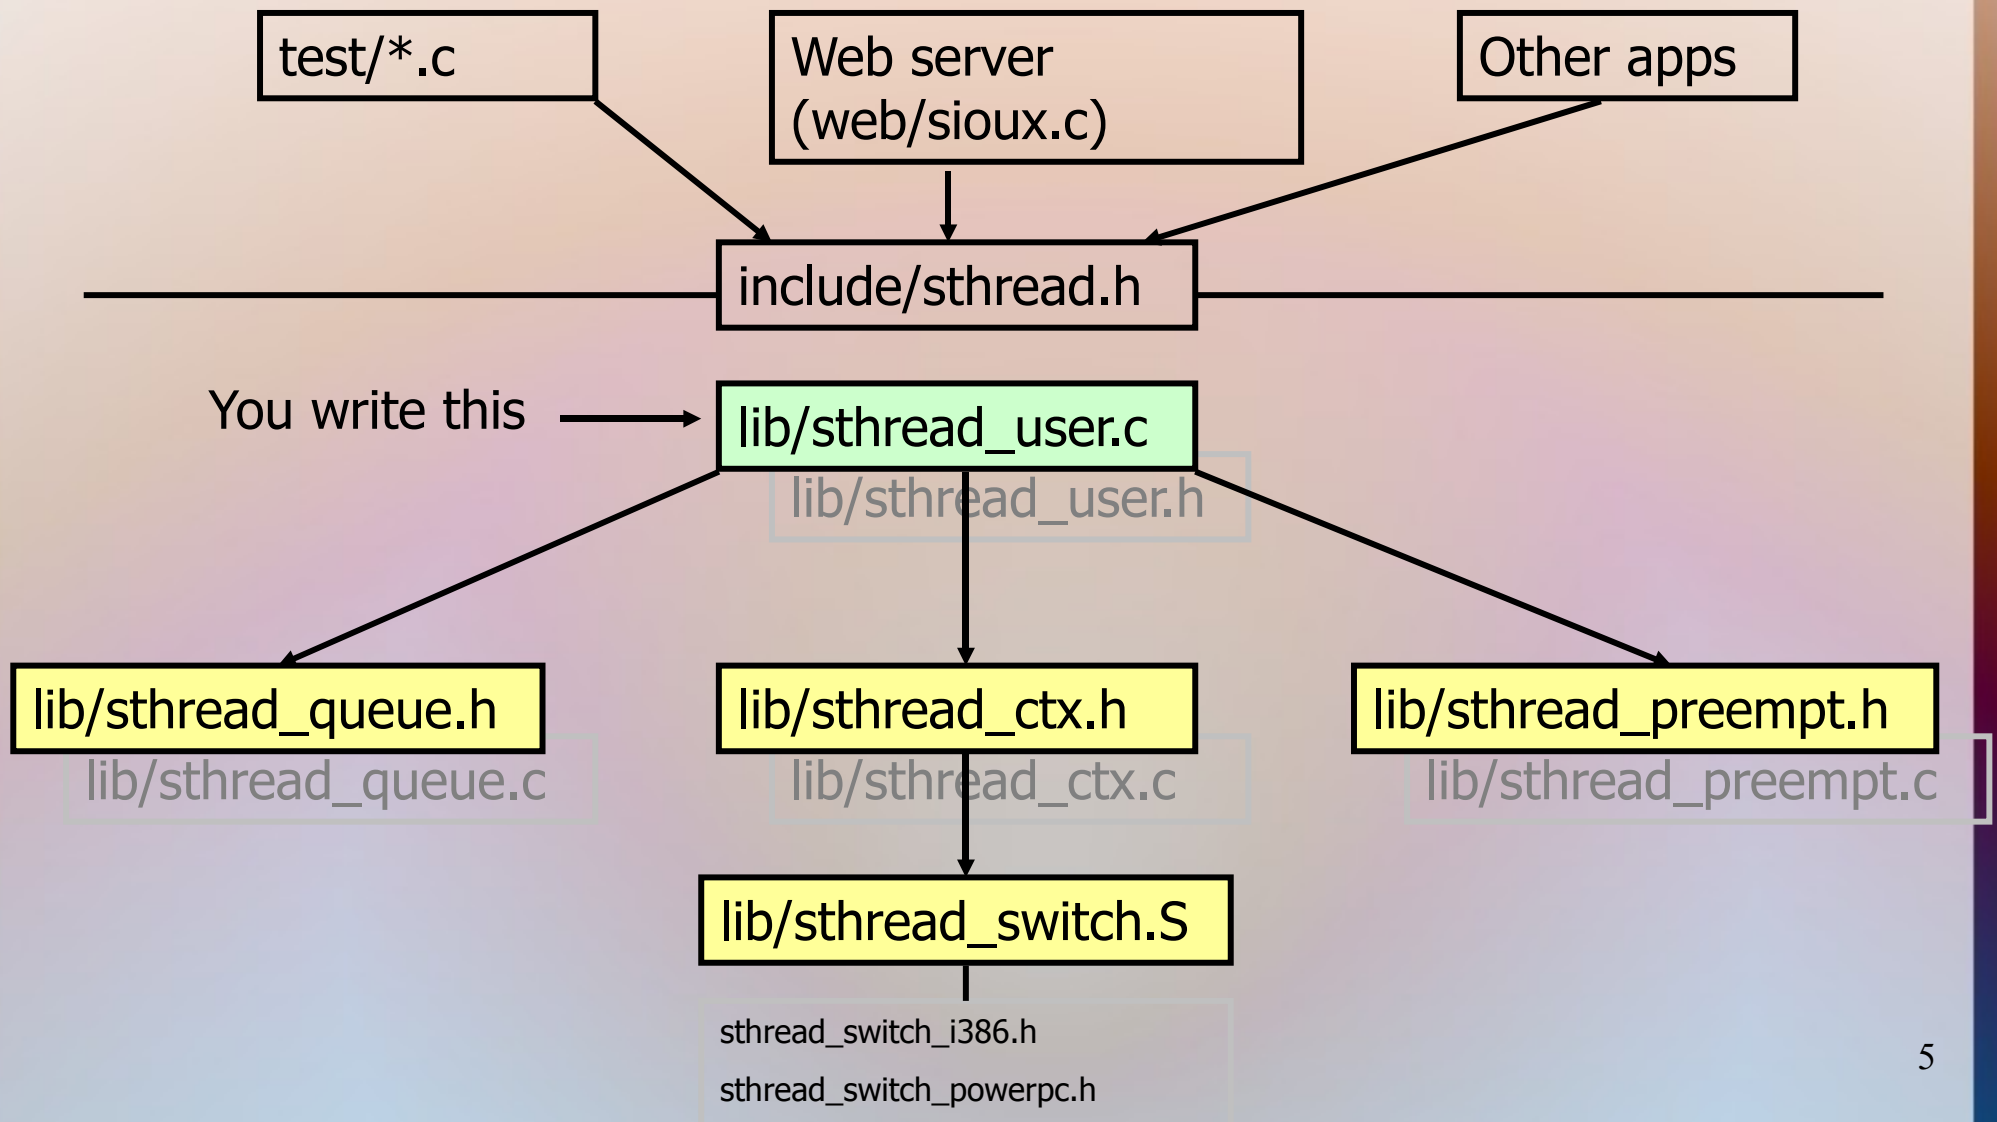 test/*.c
Web server
(web/sioux.c)
Other apps
include/sthread.h
You write this
lib/sthread_user.c
lib/sthread_user.h
lib/sthread_queue.h
lib/sthread_ctx.h
lib/sthread_preempt.h
lib/sthread_queue.c
lib/sthread_ctx.c
lib/sthread_preempt.c
lib/sthread_switch.S
sthread_switch_i386.h
sthread_switch_powerpc.h
5